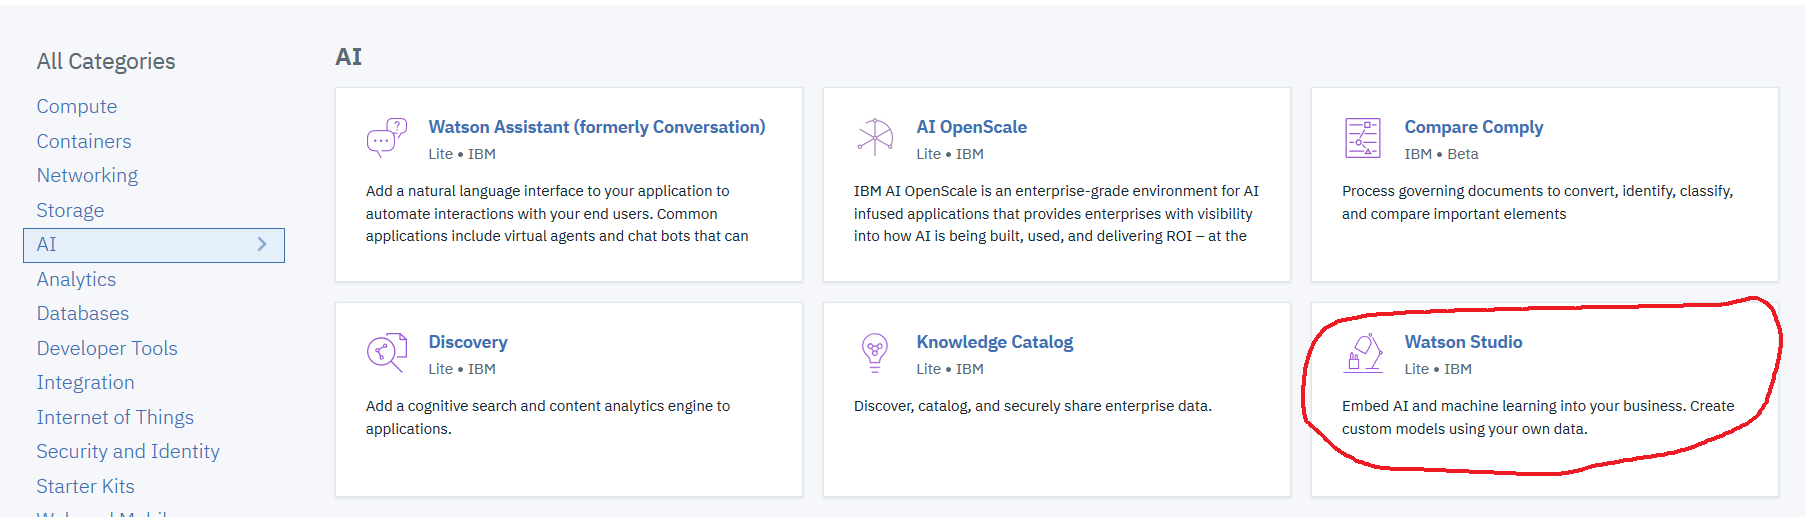 All Categories
Compute
Containers
Networking
Storage
AI
Analytics
Databases
Developer Tools
Integration
Internet of Things
Security and Identity
Starter Kits
AI
Watson Assistant (formerly Conversation)
Lite • IBM
Add a natural language interface to your application to
automate interactions with your end users. Common
applications include virtual agents and chat bots that can
AI OpenScale
Lite • IBM
IBM AI OpenScale is an enterprise-grade environment for AI
infused applications that provides enterprises with visibility
into how AI is being built, used, and delivering ROI – at the
Compare Comply
IBM • Beta
Process governing documents to convert, identify, classify,
and compare important elements
Discovery
Lite • IBM
Add a cognitive search and content analytics engine to
applications.
Knowledge Catalog
Lite • IBM
Discover, catalog, and securely share enterprise data.
Watson Studio
Lite • IBM
Embed AI and machine learning into your business. Create
custom models using your own data.